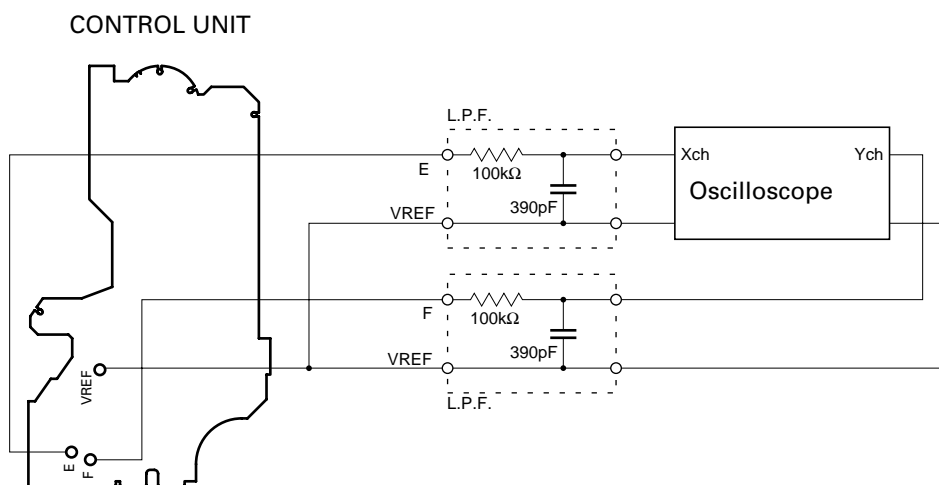 CONTROL UNIT
L.P.F.
E
100kΩ
390pF
VREF
Xch
Ych
Oscilloscope
F
100kΩ
390pF
VREF
L.P.F.
VREF
E
F